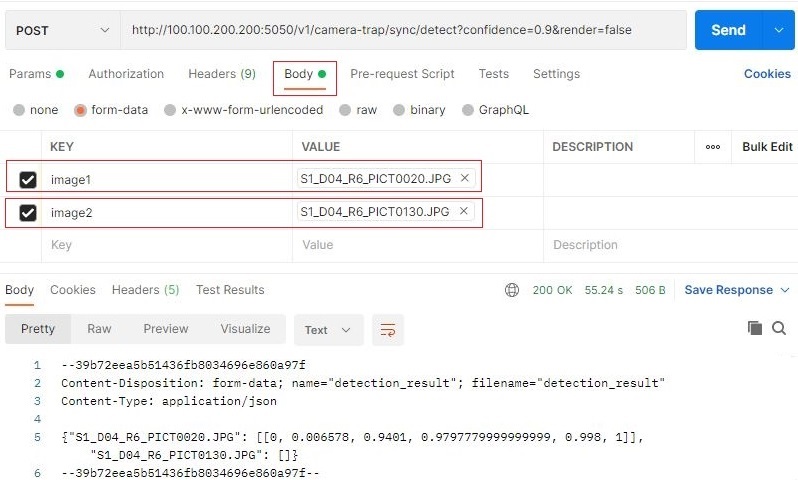 POST http://100.100.200.200:5050/v1/camera-trap/sync/detect?confidence=0.9&render=false Send
Params Authorization Headers (9) Body Pre-request Script Tests Settings Cookies
none form-data x-www-form-urlencoded raw binary GraphQL
KEY VALUE DESCRIPTION ooo Bulk Edit
image1 S1_D04_R6_PICT0020.JPG
image2 S1_D04_R6_PICT0130.JPG
Key Value Description
Body Cookies Headers (5) Test Results 200 OK 55.24 s 506 B Save Response
Pretty Raw Preview Visualize Text
1 --39b72eea5b51436fb8034696e860a97f
2 Content-Disposition: form-data; name="detection_result"; filename="detection_result"
3 Content-Type: application/json
4
5 {"S1_D04_R6_PICT0020.JPG": [[0, 0.006578, 0.9401, 0.9797779999999999, 0.998, 1]],
"S1_D04_R6_PICT0130.JPG": []}
6 --39b72eea5b51436fb8034696e860a97f--